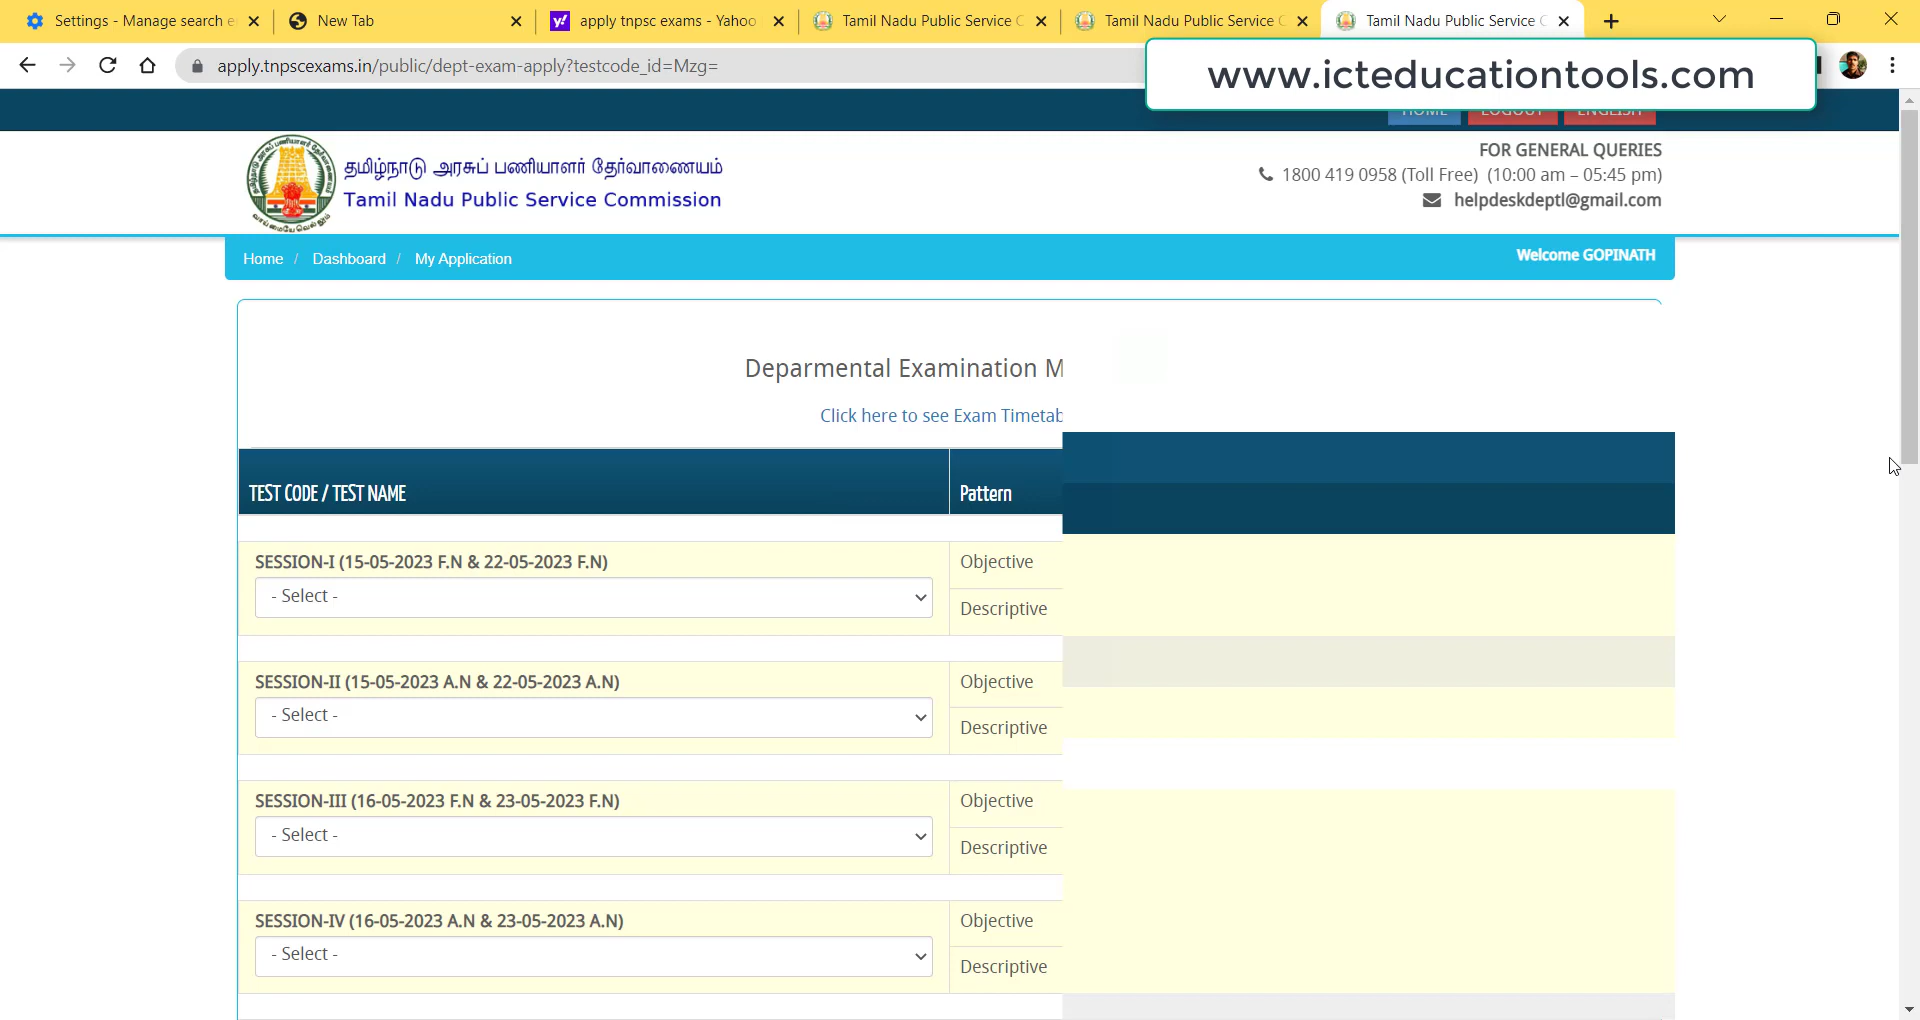 Settings - Manage search e
New Tab
apply tnpsc exams - Yahoo
Tamil Nadu Public Service C
Tamil Nadu Public Service C
Tamil Nadu Public Service C
apply.tnpscexams.in/public/dept-exam-apply?testcode_id=Mzg=
www.icteducationtools.com
HOME
LOGOUT
ENGLISH
தமிழ்நாடு அரசுப் பணியாளர் தேர்வாணையம்
Tamil Nadu Public Service Commission
FOR GENERAL QUERIES
1800 419 0958 (Toll Free) (10:00 am – 05:45 pm)
helpdeskdeptl@gmail.com
Home / Dashboard / My Application
Welcome GOPINATH
Deparmental Examination M
Click here to see Exam Timetab
TEST CODE / TEST NAME
Pattern
SESSION-I (15-05-2023 F.N & 22-05-2023 F.N)
- Select -
Objective
Descriptive
SESSION-II (15-05-2023 A.N & 22-05-2023 A.N)
- Select -
Objective
Descriptive
SESSION-III (16-05-2023 F.N & 23-05-2023 F.N)
- Select -
Objective
Descriptive
SESSION-IV (16-05-2023 A.N & 23-05-2023 A.N)
- Select -
Objective
Descriptive